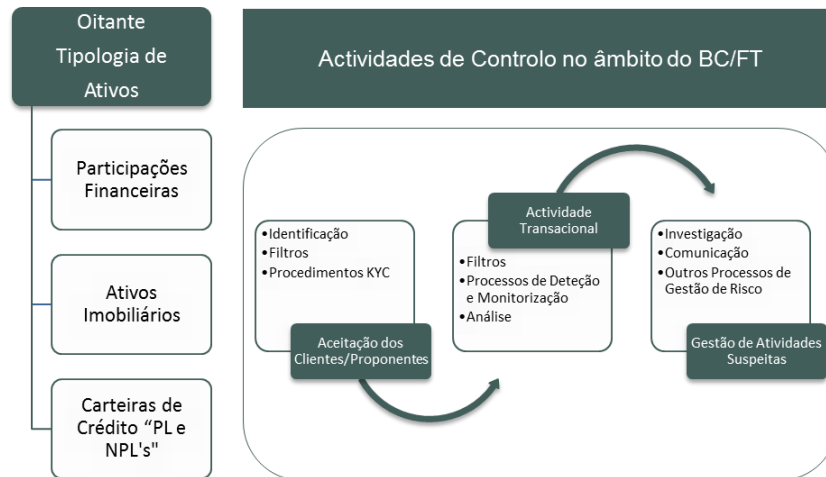 Oitante
Tipologia de
Ativos
Participações
Financeiras
Ativos
Imobiliários
Carteiras de
Crédito “PL e
NPL's"
Actividades de Controlo no âmbito do BC/FT
•Identificação
•Filtros
•Procedimentos KYC
Aceitação dos
Clientes/Proponentes
Actividade
Transacional
•Filtros
•Processos de Deteção
e Monitorização
•Análise
•Investigação
•Comunicação
•Outros Processos de
Gestão de Risco
Gestão de Atividades
Suspeitas